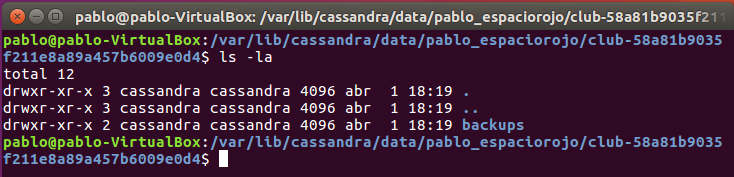 pablo@pablo-VirtualBox: /var/lib/cassandra/data/pablo_espaciorojo/club-58a81b9035f211
pablo@pablo-VirtualBox:/var/lib/cassandra/data/pablo_espaciorojo/club-58a81b9035
f211e8a89a457b6009e0d4$ ls -la
total 12
drwxr-xr-x 3 cassandra cassandra 4096 abr  1 18:19 .
drwxr-xr-x 3 cassandra cassandra 4096 abr  1 18:19 ..
drwxr-xr-x 2 cassandra cassandra 4096 abr  1 18:19 backups
pablo@pablo-VirtualBox:/var/lib/cassandra/data/pablo_espaciorojo/club-58a81b9035
f211e8a89a457b6009e0d4$